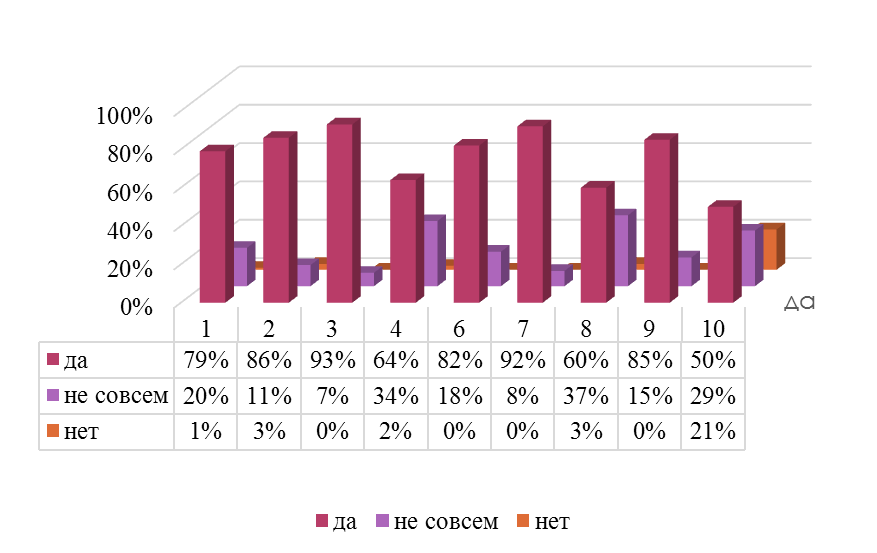 100%
80%
60%
40%
20%
0%
да
1 2 3 4 6 7 8 9 10
да 79% 86% 93% 64% 82% 92% 60% 85% 50%
не совсем 20% 11% 7% 34% 18% 8% 37% 15% 29%
нет 1% 3% 0% 2% 0% 0% 3% 0% 21%
да не совсем нет